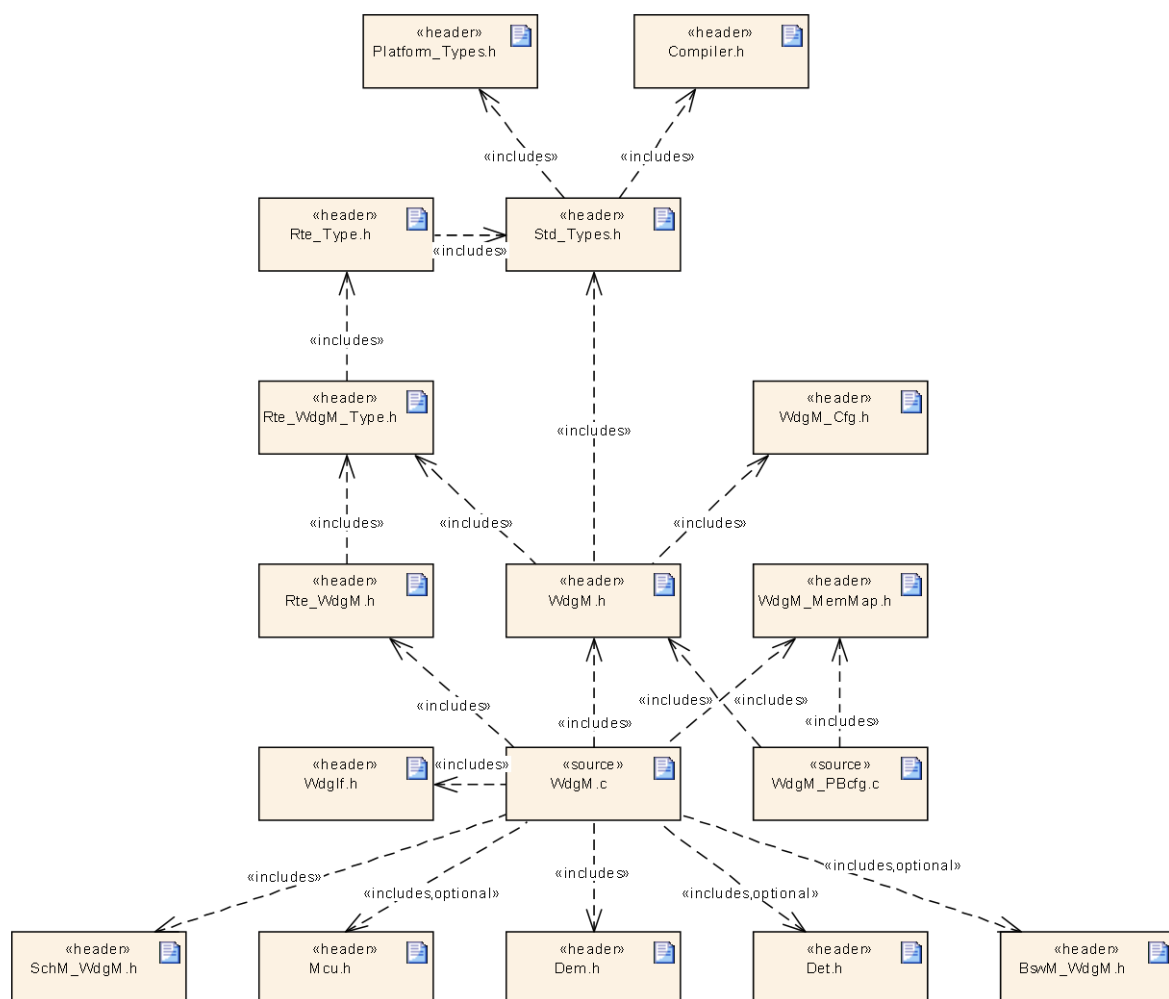 «header»
Platform_Types.h
«header»
Compiler.h
«includes»
«includes»
«header»
Rte_Type.h
«includes»
«header»
Std_Types.h
«includes»
«includes»
«header»
Rte_WdgM_Type.h
«header»
WdgM_Cfg.h
«includes»
«includes»
«includes»
«header»
Rte_WdgM.h
«header»
WdgM.h
«header»
WdgM_MemMap.h
«includes»
«includes»
«includes»
«includes»
«includes»
«header»
WdgIf.h
«includes»
«source»
WdgM.c
«source»
WdgM_PBcfg.c
«includes»
«includes,optional»
«includes»
«includes,optional»
«includes,optional»
«header»
SchM_WdgM.h
«header»
Mcu.h
«header»
Dem.h
«header»
Det.h
«header»
BswM_WdgM.h